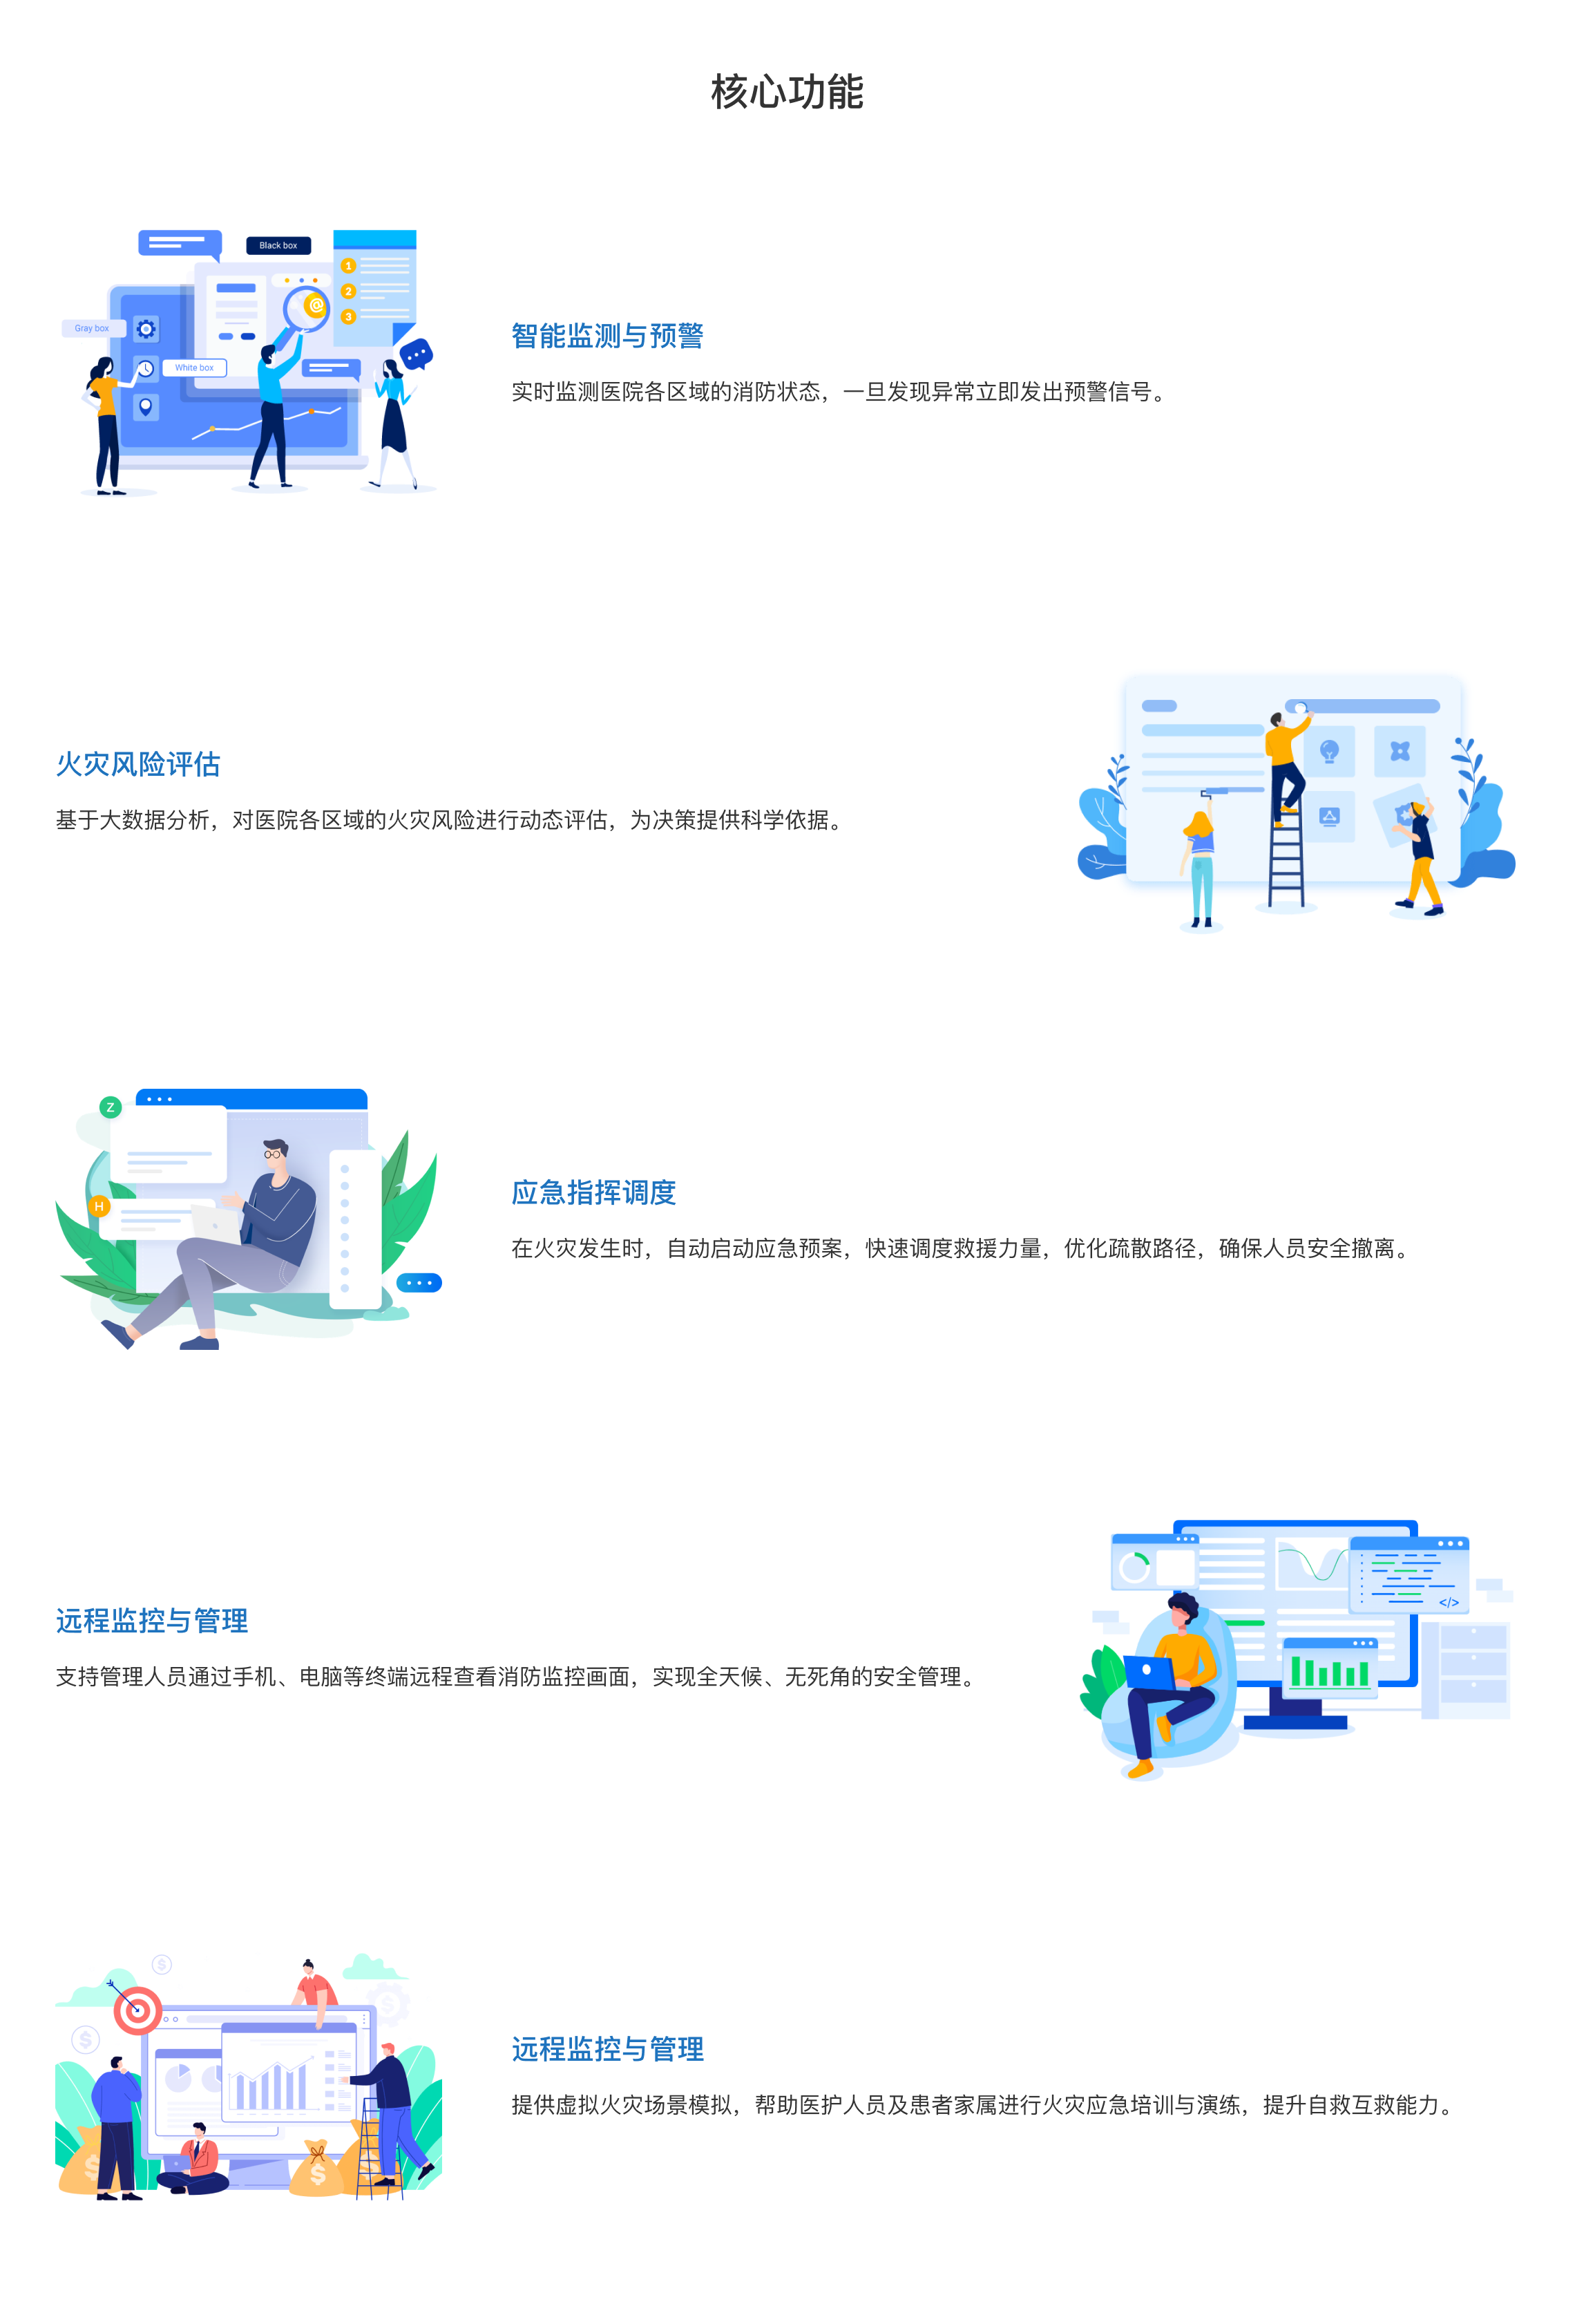 核心功能
Black box
Gray box
White box
1
2
3
@
智能监测与预警
实时监测医院各区域的消防状态，一旦发现异常立即发出预警信号。
火灾风险评估
基于大数据分析，对医院各区域的火灾风险进行动态评估，为决策提供科学依据。
Z
H
应急指挥调度
在火灾发生时，自动启动应急预案，快速调度救援力量，优化疏散路径，确保人员安全撤离。
远程监控与管理
支持管理人员通过手机、电脑等终端远程查看消防监控画面，实现全天候、无死角的安全管理。
</>
$
$
$
$
$
$
远程监控与管理
提供虚拟火灾场景模拟，帮助医护人员及患者家属进行火灾应急培训与演练，提升自救互救能力。